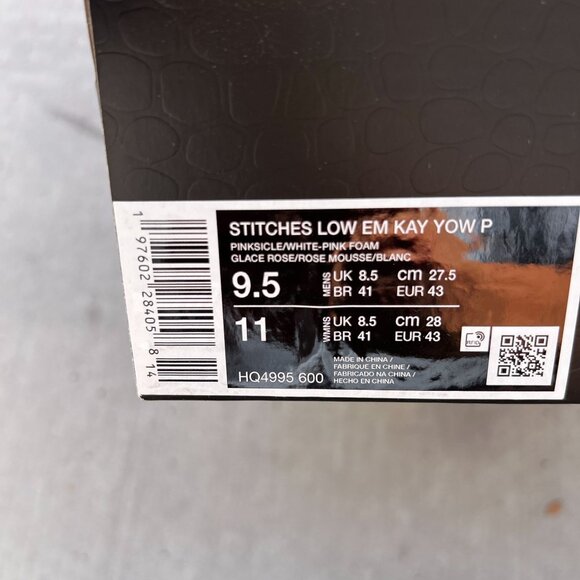 STITCHES LOW EM KAY YOW P
PINKSICLE/WHITE-PINK FOAM
GLACE ROSE/ROSE MOUSSE/BLANC
9.5 MENS UK 8.5 cm 27.5
BR 41 EUR 43
11 WMNS UK 8.5 cm 28
BR 41 EUR 43
HQ4995 600
MADE IN CHINA /
FABRIQUE EN CHINE /
FABRICADO NA CHINA /
HECHO EN CHINA
RFID
1 97602 28405 8 14